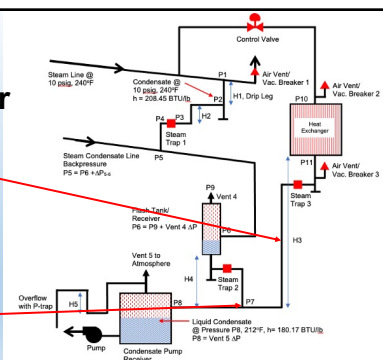 Control Valve
Steam Line @
10 psig, 240°F
Condensate @
10 psig, 240°F
h = 208.45 BTU/lb
P1
Air Vent/
Vac. Breaker 1
Air Vent/
Vac. Breaker 2
P10
r
P2
H1, Drip Leg
P4
P3
H2
Steam
Trap 1
Heat
Exchanger
P5
Steam Condensate Line
Backpressure
P5 = P6 +ΔP₅₋₆
P11
Air Vent/
Vac. Breaker 3
Steam
Trap 3
P9
Vent 4
Flash Tank/
Receiver
P6 = P9 + Vent 4 ΔP
P6
H3
Vent 5 to
Atmosphere
H4
Steam
Trap 2
Overflow
with P-trap
H5
P8
P7
Liquid Condensate
@ Pressure P8, 212°F, h= 180.17 BTU/lb
P8 = Vent 5 ΔP
Pump
Condensate Pump
Receiver